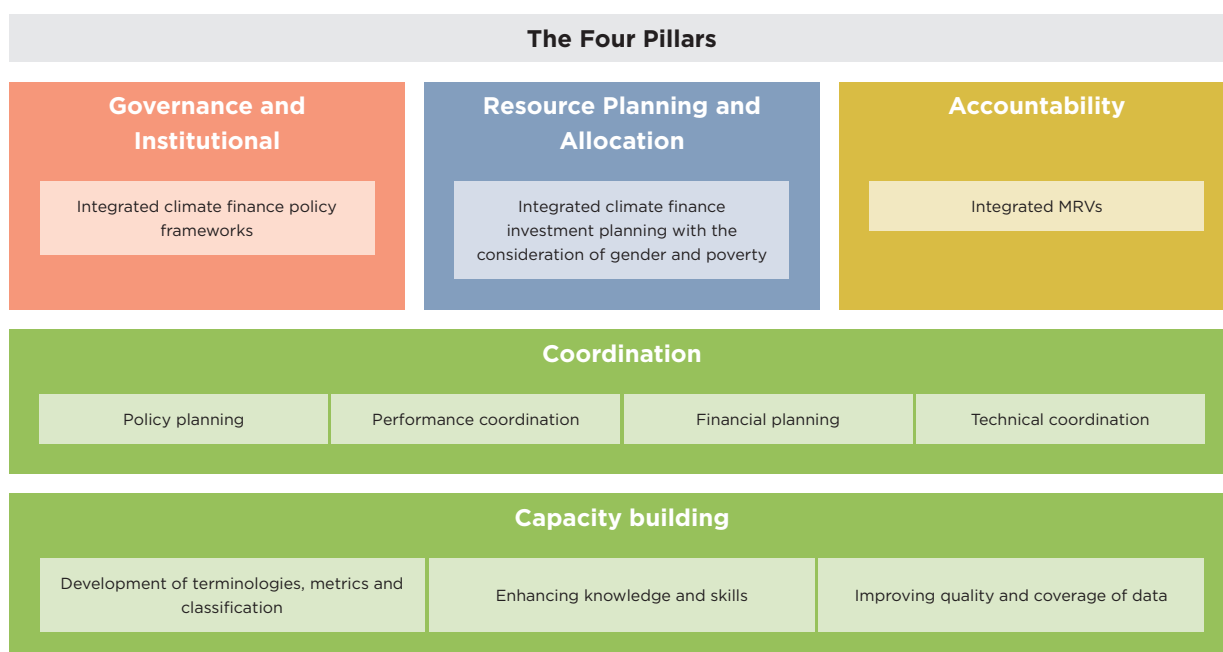 The Four Pillars
Governance and
Institutional
Integrated climate finance policy
frameworks
Resource Planning and
Allocation
Integrated climate finance
investment planning with the
consideration of gender and poverty
Accountability
Integrated MRVs
Coordination
Policy planning
Performance coordination
Financial planning
Technical coordination
Capacity building
Development of terminologies, metrics and
classification
Enhancing knowledge and skills
Improving quality and coverage of data